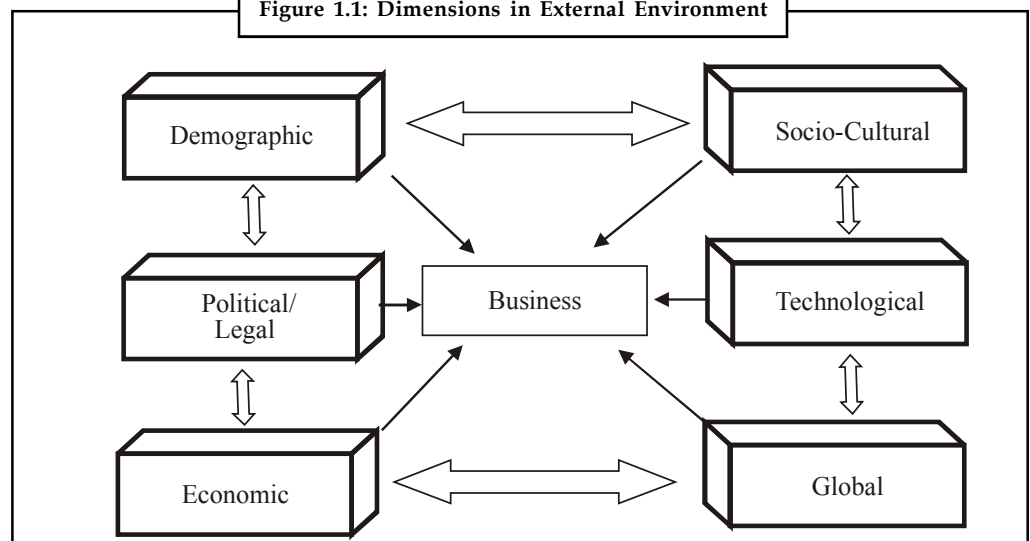 Figure 1.1: Dimensions in External Environment
Demographic
Socio-Cultural
Political/
Legal
Business
Technological
Economic
Global